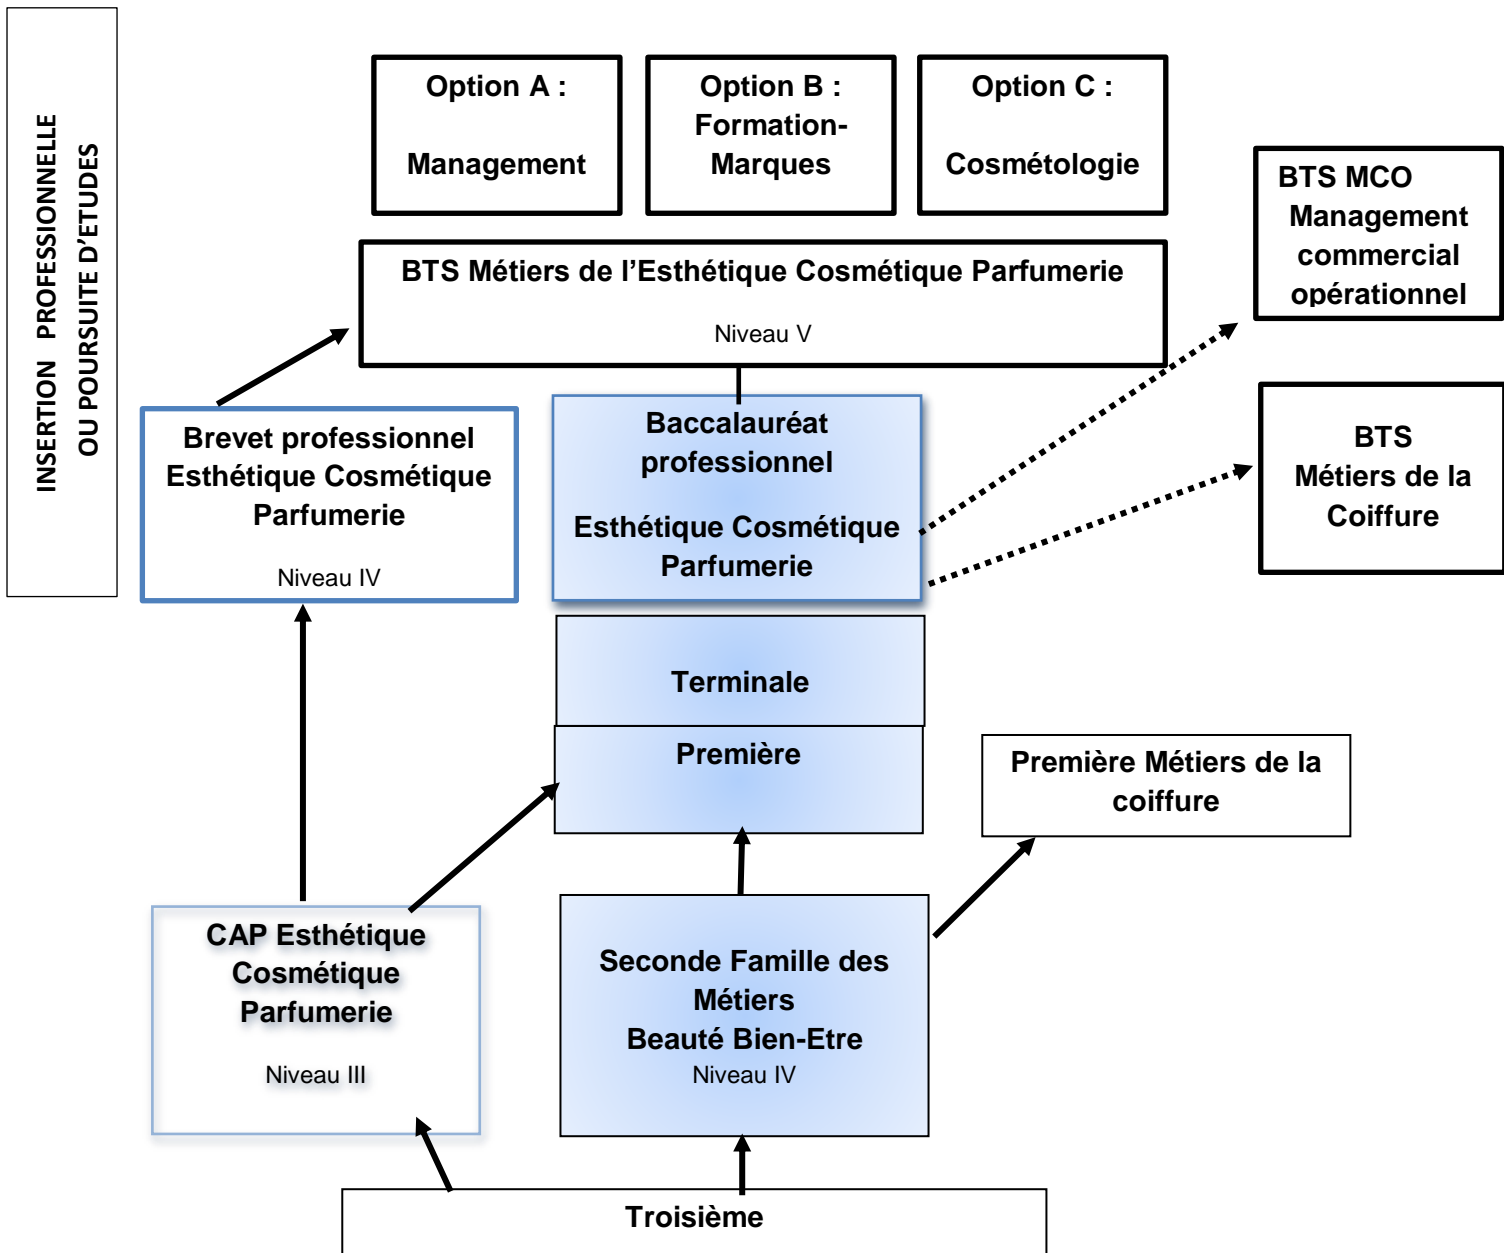 INSERTION PROFESSIONNELLE
OU POURSUITE D’ETUDES
Option A :
Management
Option B :
Formation-
Marques
Option C :
Cosmétologie
BTS MCO
Management
commercial
opérationnel
BTS Métiers de l’Esthétique Cosmétique Parfumerie
Niveau V
Brevet professionnel
Esthétique Cosmétique
Parfumerie
Niveau IV
Baccalauréat
professionnel
Esthétique Cosmétique
Parfumerie
BTS
Métiers de la
Coiffure
Terminale
Première
Première Métiers de la
coiffure
CAP Esthétique
Cosmétique
Parfumerie
Niveau III
Seconde Famille des
Métiers
Beauté Bien-Etre
Niveau IV
Troisième